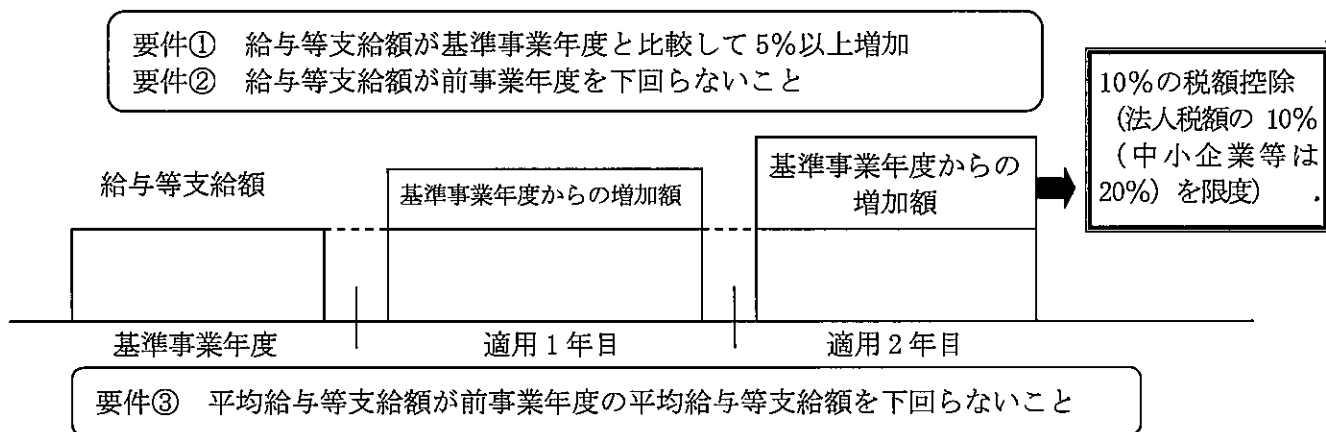 要件① 給与等支給額が基準事業年度と比較して5%以上増加
要件② 給与等支給額が前事業年度を下回らないこと
10%の税額控除
(法人税額の 10%
(中小企業等は
20%)を限度)
給与等支給額
基準事業年度からの増加額
基準事業年度からの
増加額
基準事業年度
適用1年目
適用2年目
要件③ 平均給与等支給額が前事業年度の平均給与等支給額を下回らないこと